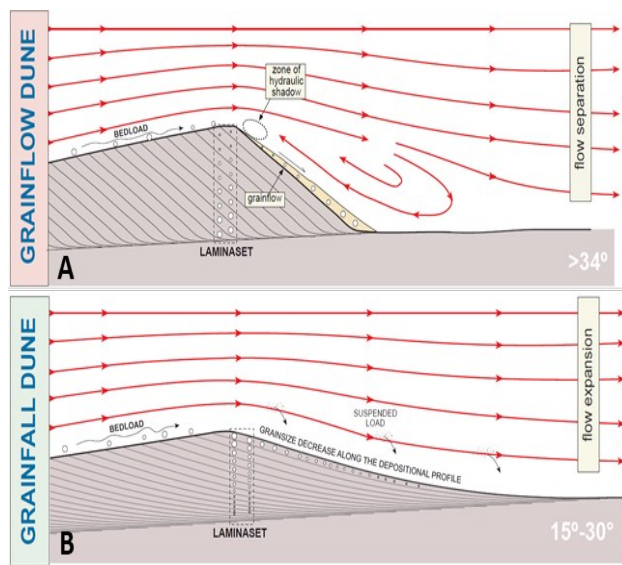 GRAINFLOW DUNE
zone of
hydraulic
shadow
BEDLOAD
grainflow
flow separation
LAMINASET
A
>34º
GRAINFALL DUNE
BEDLOAD
SUSPENDED
LOAD
GRAINSIZE DECREASE ALONG THE DEPOSITIONAL PROFILE
flow expansion
LAMINASET
B
15º-30º